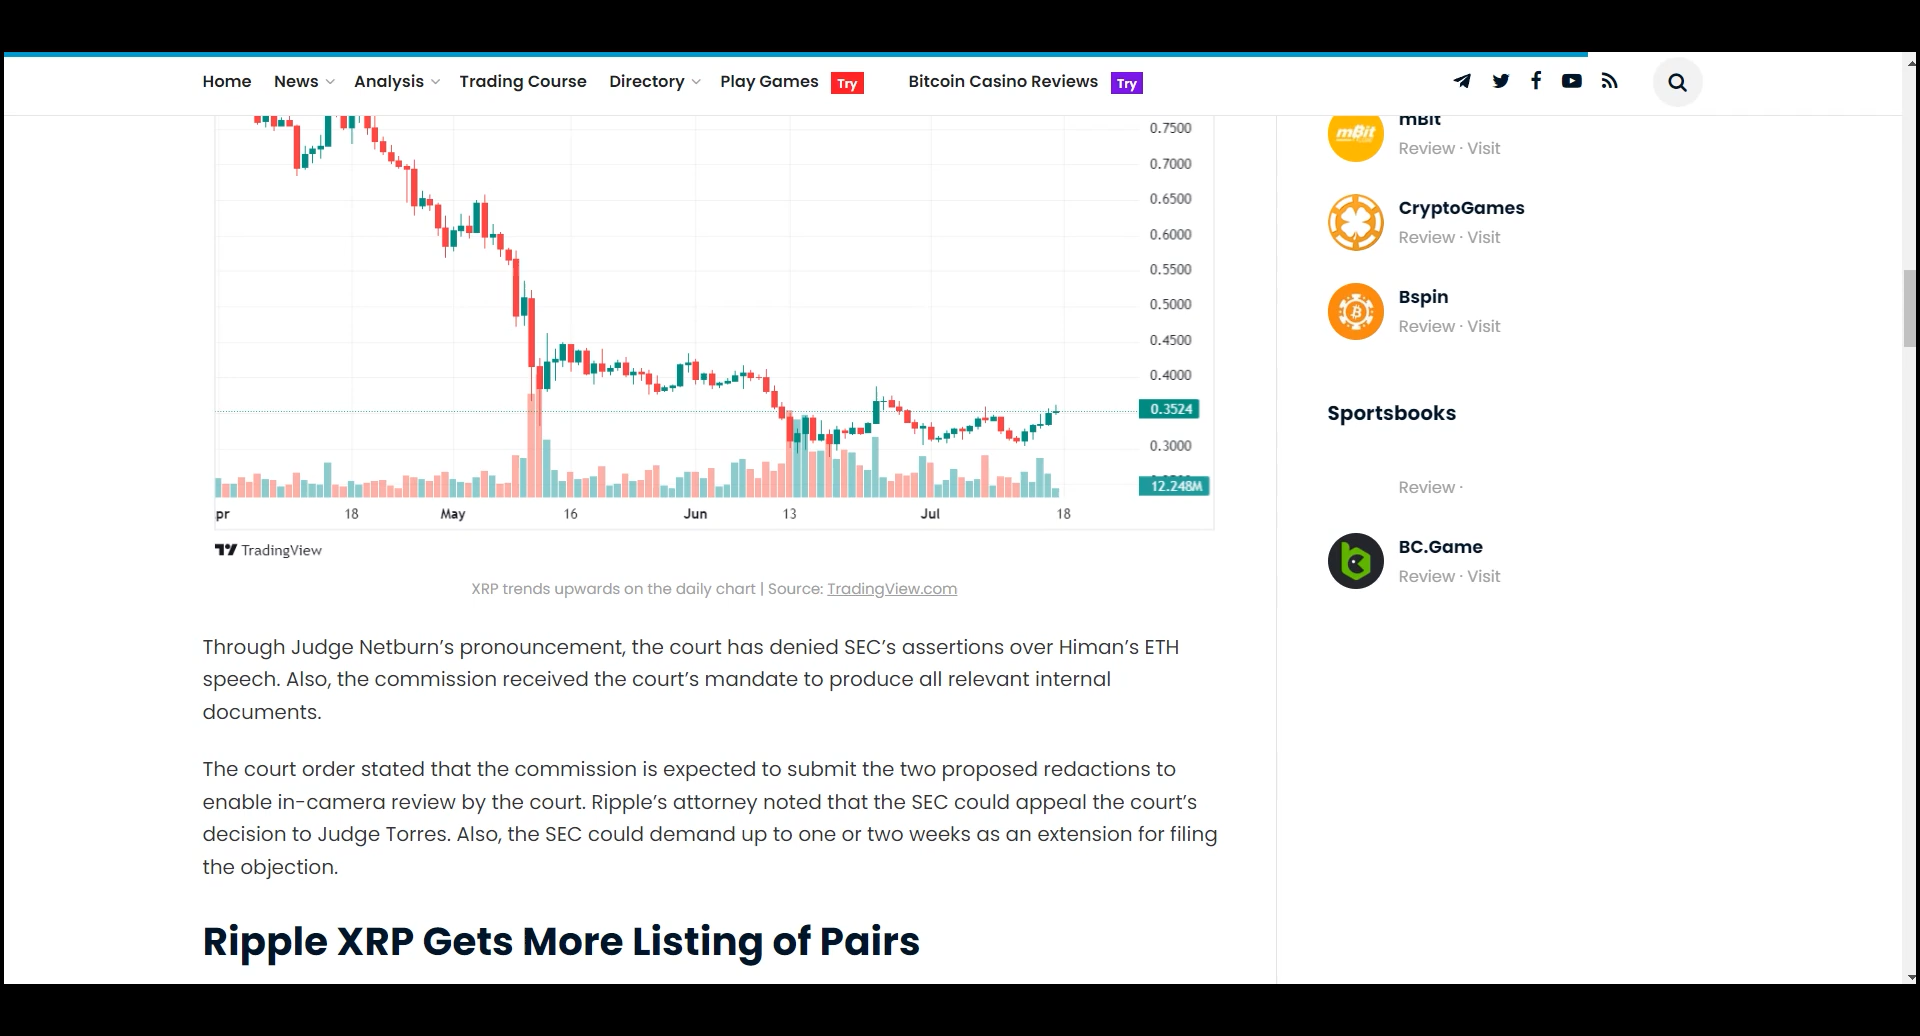 Home News Analysis Trading Course Directory Play Games Try Bitcoin Casino Reviews Try
0.7500
0.7000
0.6500
0.6000
0.5500
0.5000
0.4500
0.4000
0.3524
0.3000
12.248M
pr 18 May 16 Jun 13 Jul 18
TradingView
XRP trends upwards on the daily chart | Source: TradingView.com
Through Judge Netburn’s pronouncement, the court has denied SEC’s assertions over Himan’s ETH
speech. Also, the commission received the court’s mandate to produce all relevant internal
documents.
The court order stated that the commission is expected to submit the two proposed redactions to
enable in-camera review by the court. Ripple’s attorney noted that the SEC could appeal the court’s
decision to Judge Torres. Also, the SEC could demand up to one or two weeks as an extension for filing
the objection.
Ripple XRP Gets More Listing of Pairs
mBit
mBit
Review · Visit
CryptoGames
Review · Visit
Bspin
Review · Visit
Sportsbooks
Review ·
BC.Game
Review · Visit